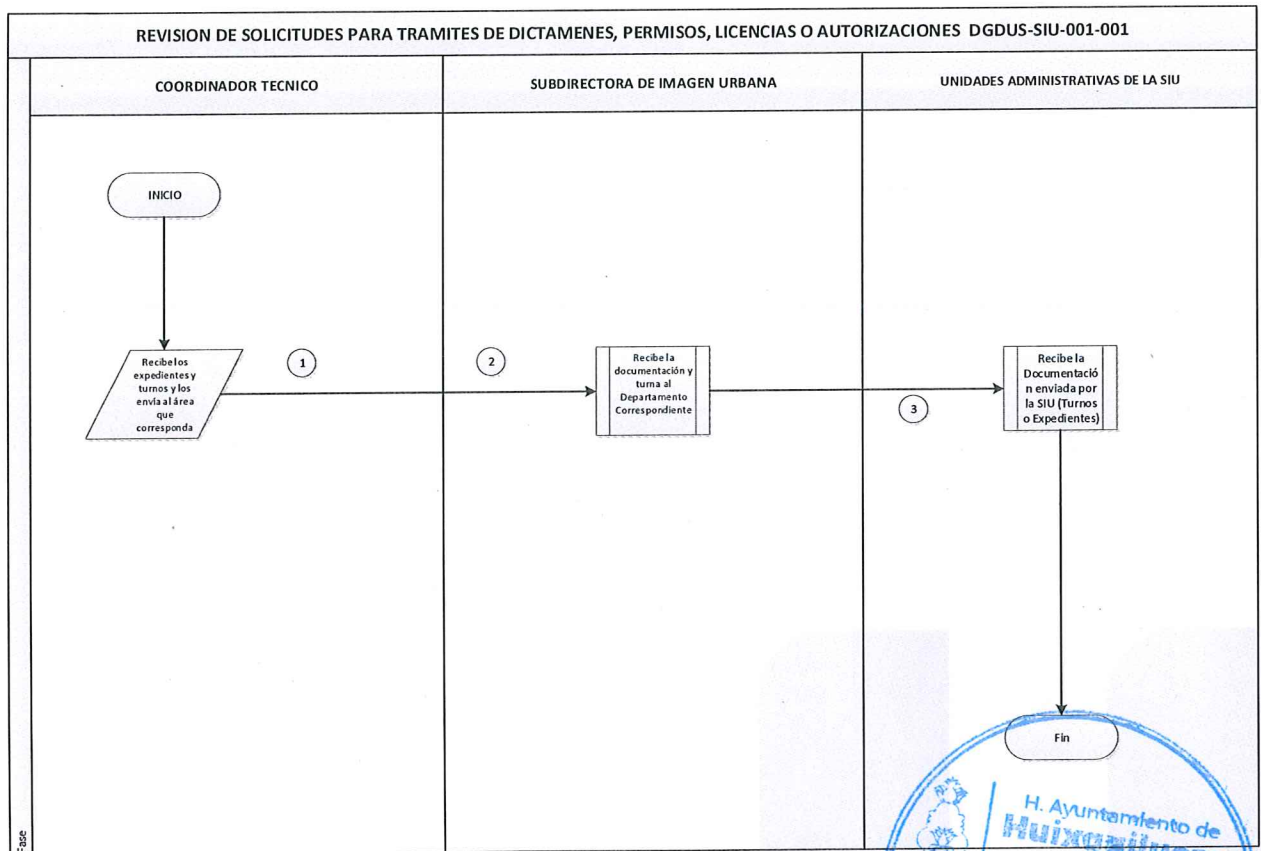 REVISION DE SOLICITUDES PARA TRAMITES DE DICTAMENES, PERMISOS, LICENCIAS O AUTORIZACIONES DGDUS-SIU-001-001
COORDINADOR TECNICO
SUBDIRECTORA DE IMAGEN URBANA
UNIDADES ADMINISTRATIVAS DE LA SIU
INICIO
Recibe los
expedientes y
turnos y los
envía al área
que
corresponda
1
2
Recibe la
documentación y
turna al
Departamento
Correspondiente
3
Recibe la
Documentació
n enviada por
la SIU (Turnos
o Expedientes)
Fin
H. Ayuntamiento de
Fase